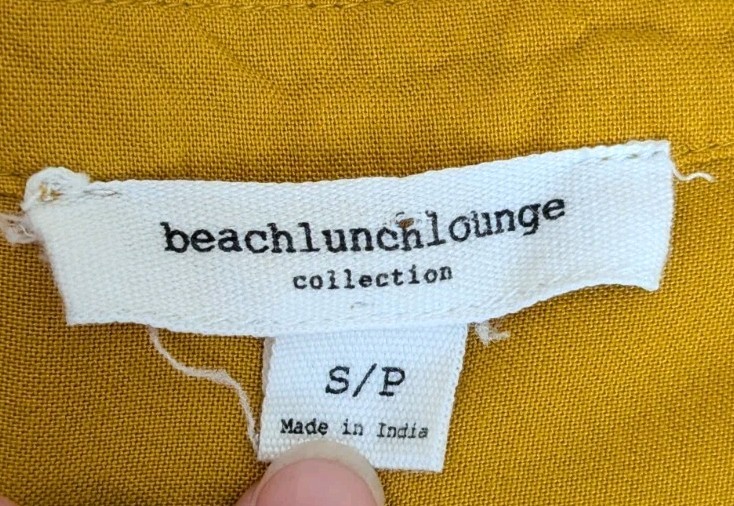 beachlunchlounge
collection
S/P
Made in India